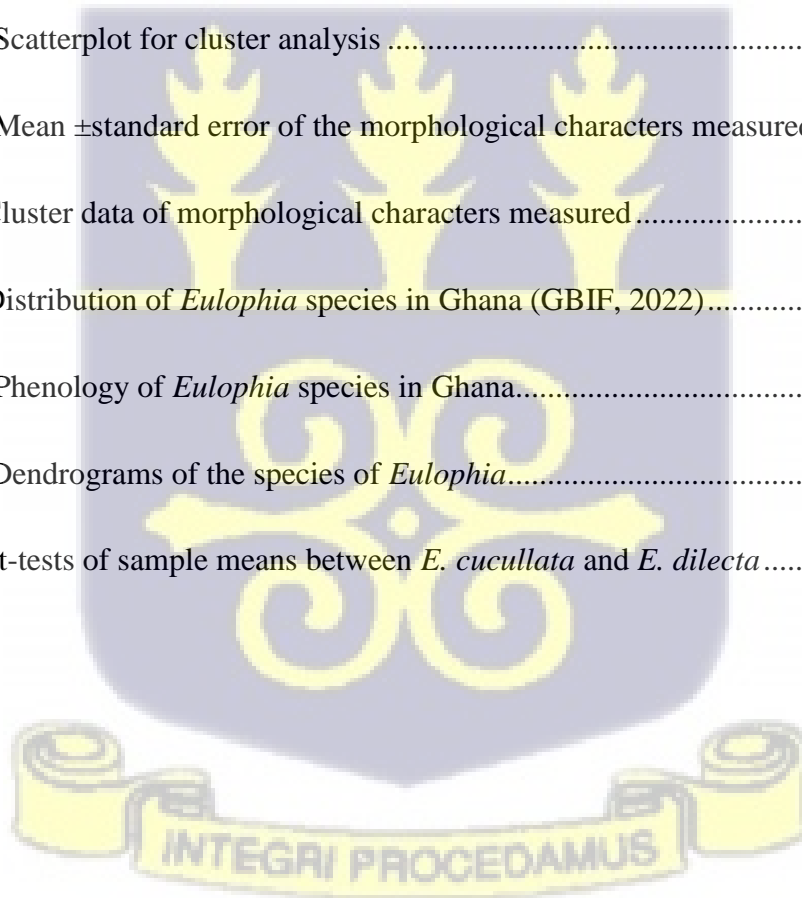 Scatterplot for cluster analysis ................................................
Mean ±standard error of the morphological characters measured
Cluster data of morphological characters measured ...................
Distribution of Eulophia species in Ghana (GBIF, 2022)............
Phenology of Eulophia species in Ghana....................................
Dendrograms of the species of Eulophia.....................................
t-tests of sample means between E. cucullata and E. dilecta .....
INTEGRI PROCEDAMUS